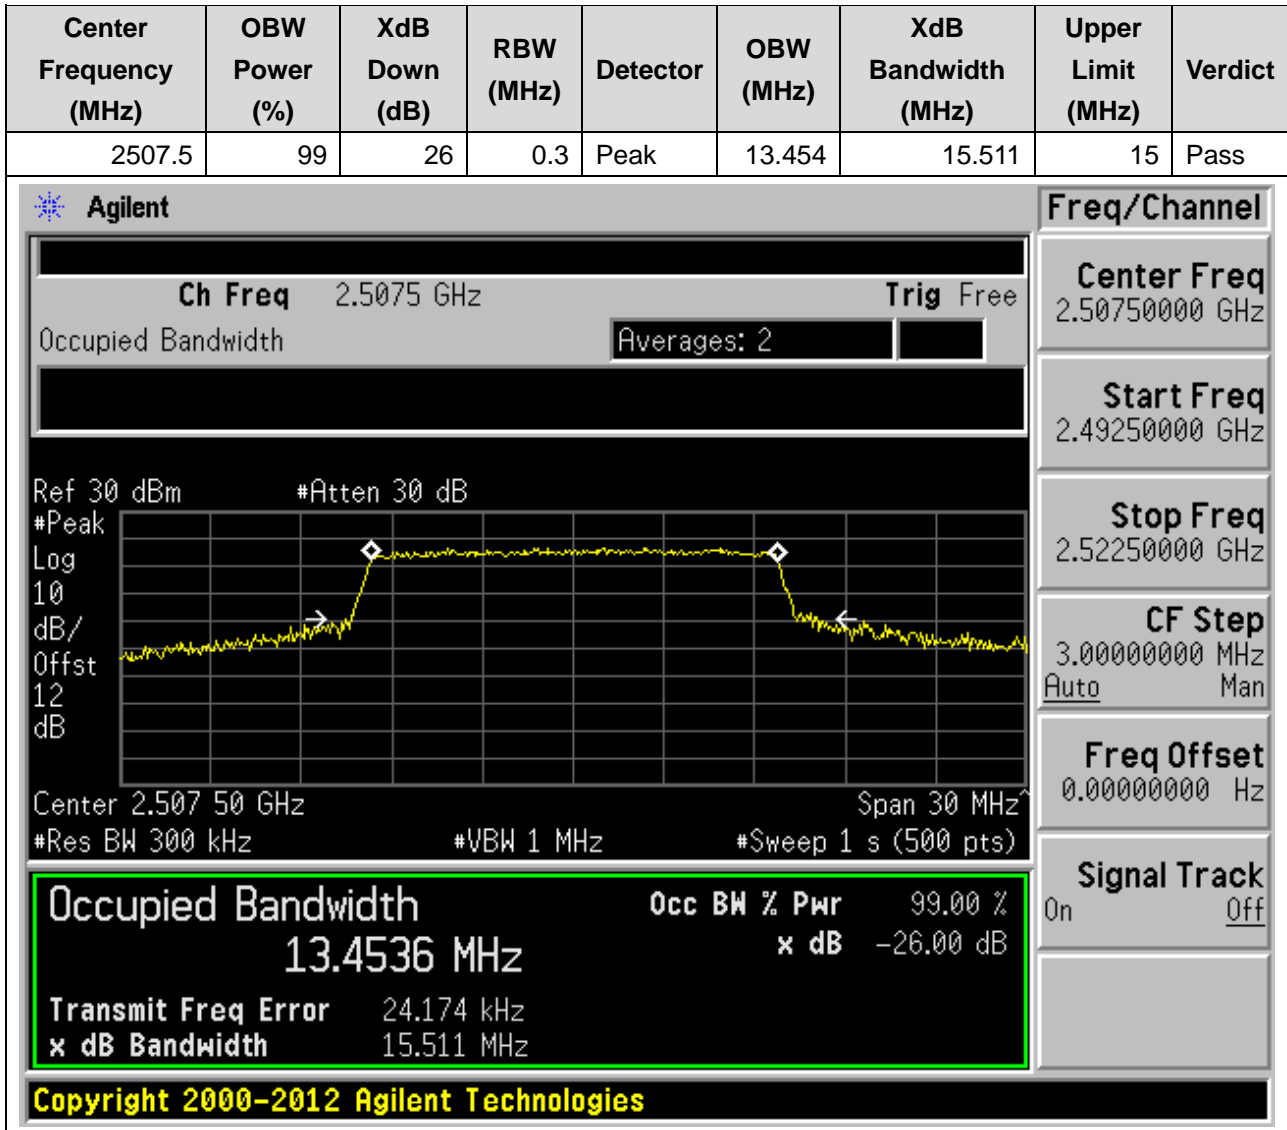 Center Frequency (MHz) OBW Power (%) XdB Down (dB) RBW (MHz) Detector OBW (MHz) XdB Bandwidth (MHz) Upper Limit (MHz) Verdict
2507.5 99 26 0.3 Peak 13.454 15.511 15 Pass
Agilent
Ch Freq 2.5075 GHz Trig Free
Occupied Bandwidth Averages: 2
Ref 30 dBm #Atten 30 dB
#Peak
Log
10
dB/
Offst
12
dB
Center 2.507 50 GHz Span 30 MHz^
#Res BW 300 kHz #VBW 1 MHz #Sweep 1 s (500 pts)
Occupied Bandwidth Occ BW % Pwr 99.00 %
13.4536 MHz x dB -26.00 dB
Transmit Freq Error 24.174 kHz
x dB Bandwidth 15.511 MHz
Copyright 2000-2012 Agilent Technologies
Freq/Channel
Center Freq
2.50750000 GHz
Start Freq
2.49250000 GHz
Stop Freq
2.52250000 GHz
CF Step
3.00000000 MHz
Auto Man
Freq Offset
0.00000000 Hz
Signal Track
On Off